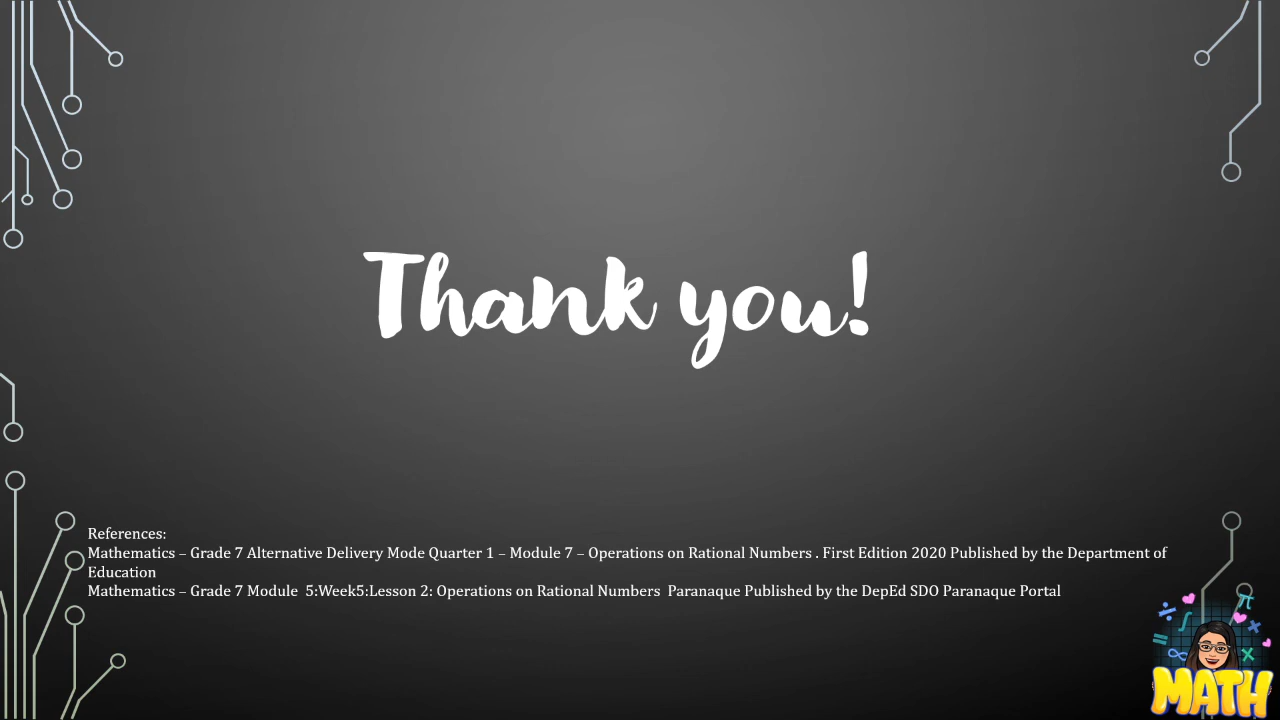 Thank you!
References:
Mathematics – Grade 7 Alternative Delivery Mode Quarter 1 – Module 7 – Operations on Rational Numbers . First Edition 2020 Published by the Department of
Education
Mathematics – Grade 7 Module  5:Week5:Lesson 2: Operations on Rational Numbers  Paranaque Published by the DepEd SDO Paranaque Portal
MATH